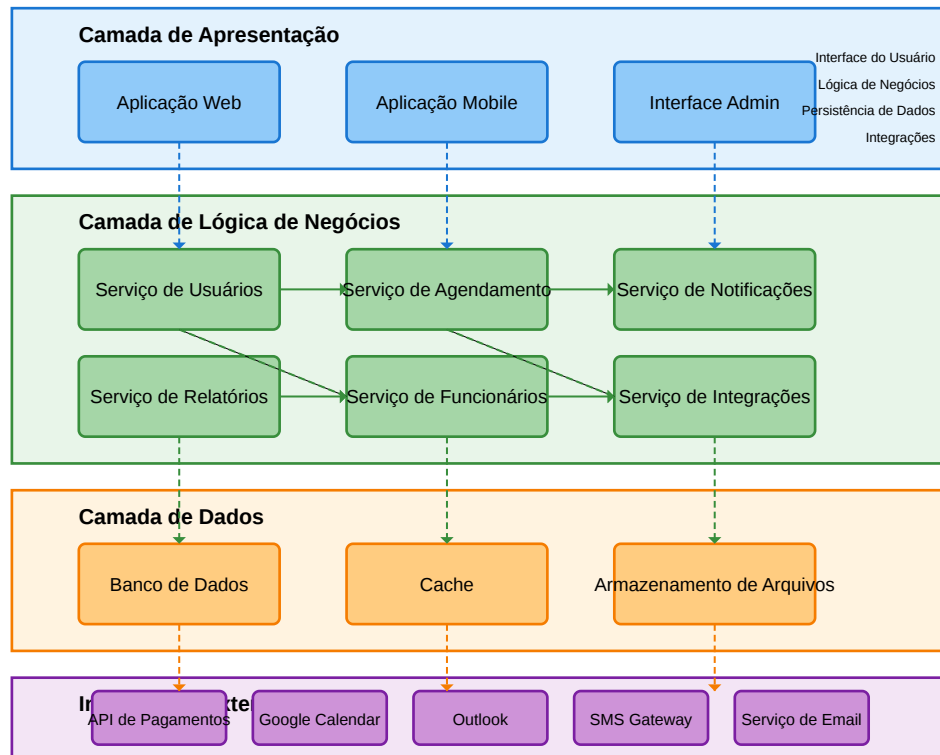 Camada de Apresentação
Interface do Usuário
Lógica de Negócios
Persistência de Dados
Integrações
Aplicação Web
Aplicação Mobile
Interface Admin
Camada de Lógica de Negócios
Serviço de Usuários
Serviço de Agendamento
Serviço de Notificações
Serviço de Relatórios
Serviço de Funcionários
Serviço de Integrações
Camada de Dados
Banco de Dados
Cache
Armazenamento de Arquivos
API de Pagamentos
Google Calendar
Outlook
SMS Gateway
Serviço de Email